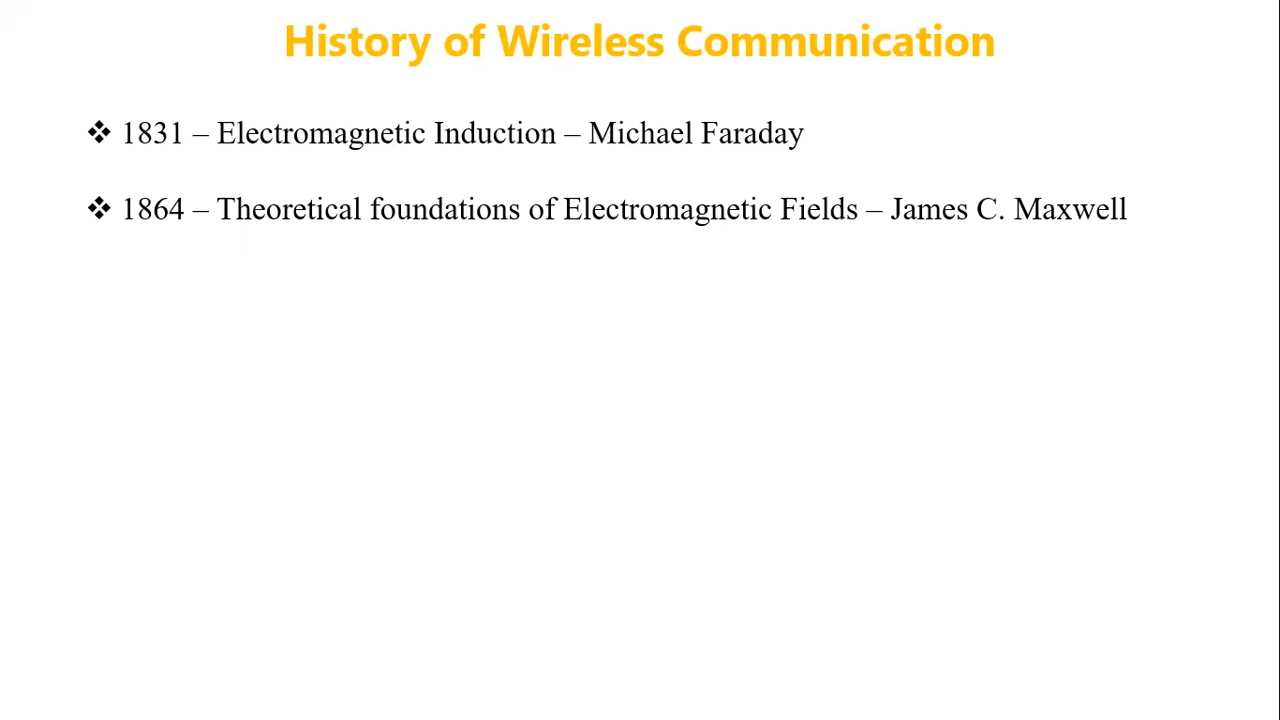 History of Wireless Communication
❖ 1831 – Electromagnetic Induction – Michael Faraday
❖ 1864 – Theoretical foundations of Electromagnetic Fields – James C. Maxwell